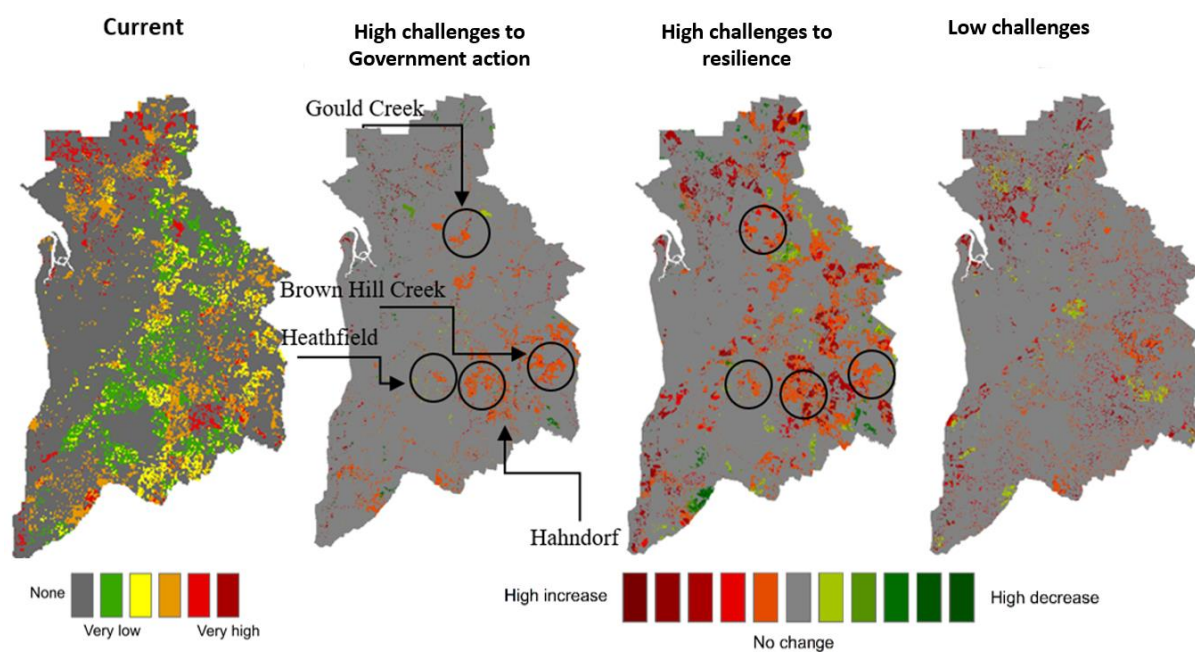 Current
High challenges to
Government action
High challenges to
resilience
Low challenges
Gould Creek
Brown Hill Creek
Heathfield
Hahndorf
None
Very low
Very high
High increase
High decrease
No change